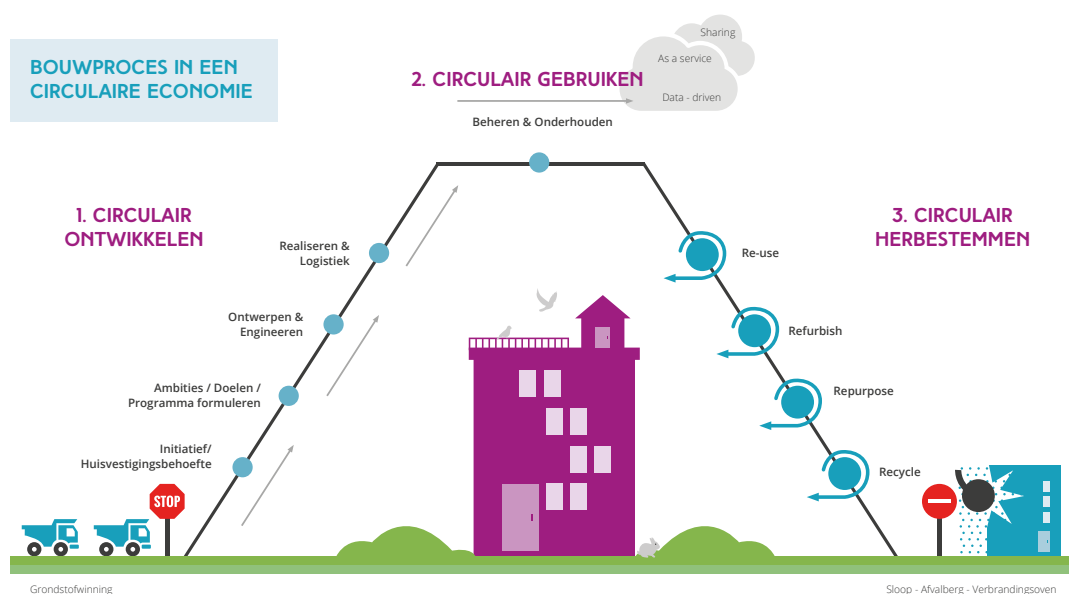 BOUWPROCES IN EEN
CIRCULAIRE ECONOMIE
2. CIRCULAIR GEBRUIKEN
Sharing
As a service
Data - driven
Beheren & Onderhouden
1. CIRCULAIR
ONTWIKKELEN
3. CIRCULAIR
HERBESTEMMEN
Realiseren &
Logistiek
Ontwerpen &
Engineeren
Ambities / Doelen /
Programma formuleren
Initiatief/
Huisvestigingsbehoefte
STOP
Re-use
Refurbish
Repurpose
Recycle
Grondstofwinning
Sloop - Afvalberg - Verbrandingsoven